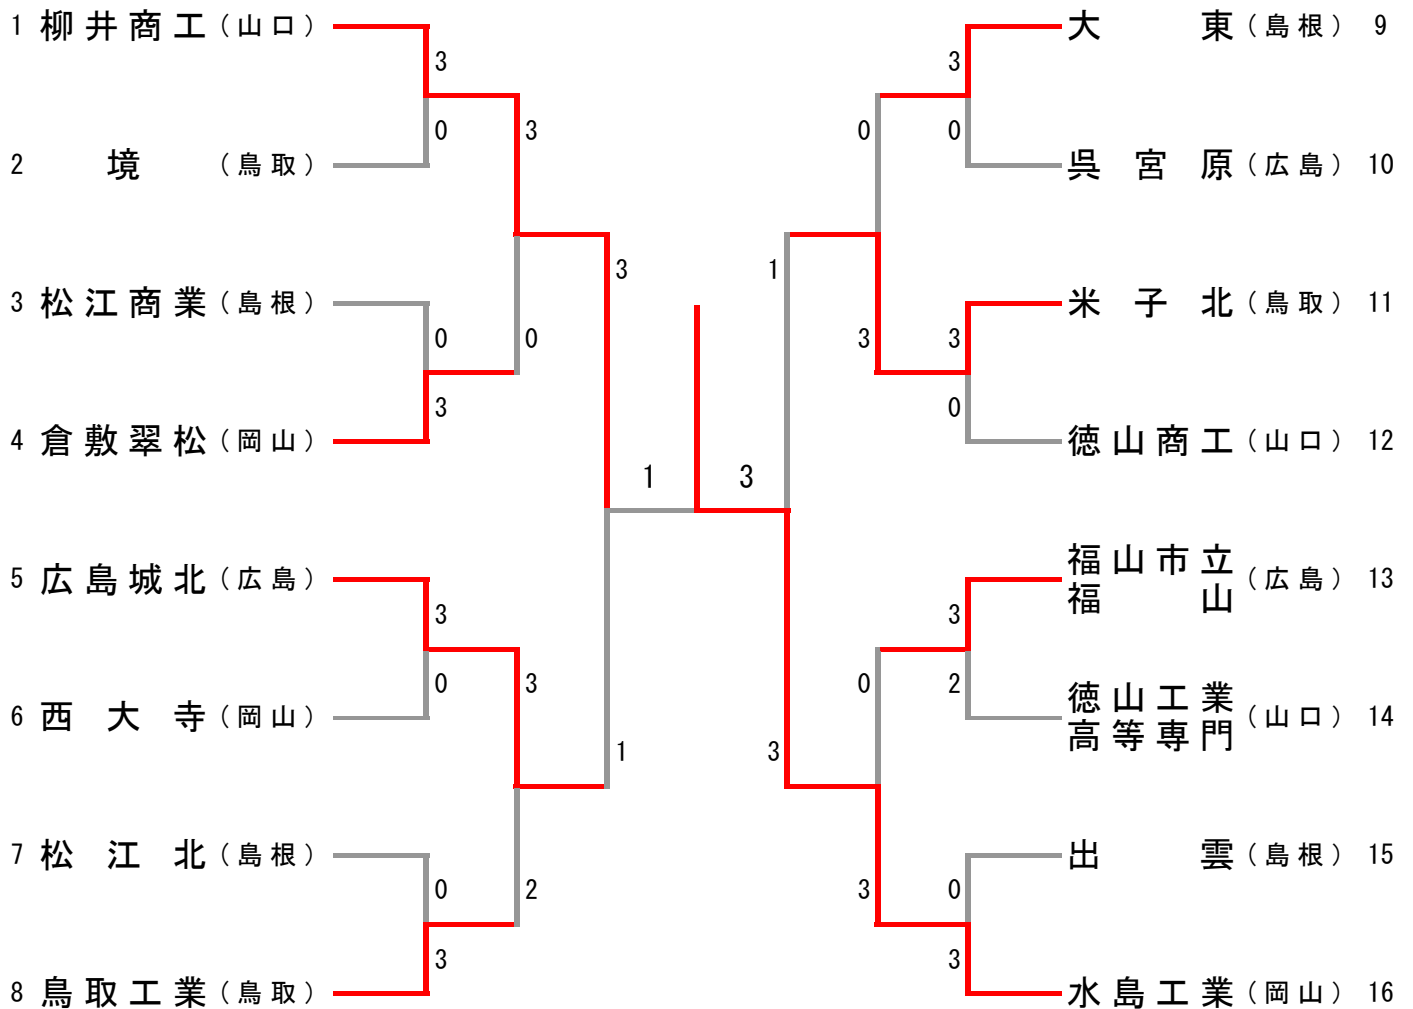 1 柳井商工 (山口)
3
0
3
2 境 (鳥取)
3 松江商業 (島根)
0
3
0
4 倉敷翠松 (岡山)
3
5 広島城北 (広島)
3
0
3
6 西大寺 (岡山)
7 松江北 (島根)
0
3
2
8 鳥取工業 (鳥取)
1
1
3
大東 (島根) 9
3
0
0
呉宮原 (広島) 10
米子北 (鳥取) 11
3
0
3
徳山商工 (山口) 12
1
福山市立
福山 (広島) 13
3
2
0
徳山工業
高等専門 (山口) 14
出雲 (島根) 15
0
3
3
水島工業 (岡山) 16
3